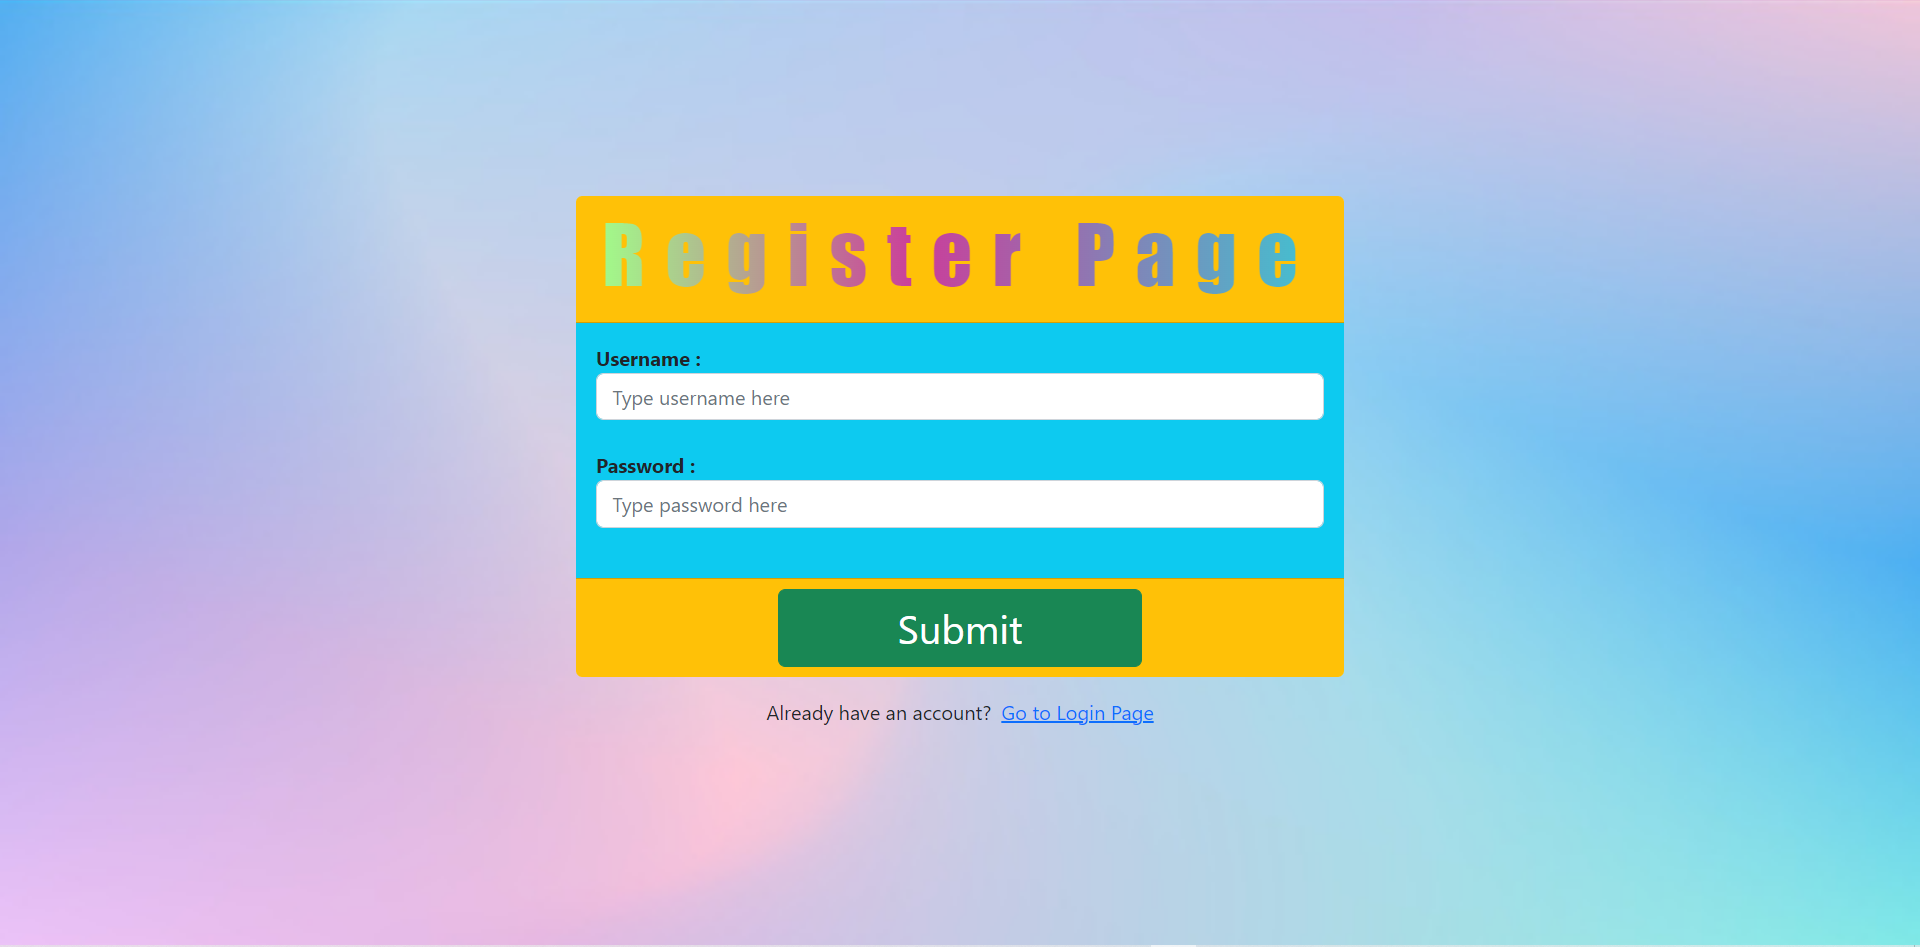 Register Page
Username :
Type username here
Password :
Type password here
Submit
Already have an account? Go to Login Page